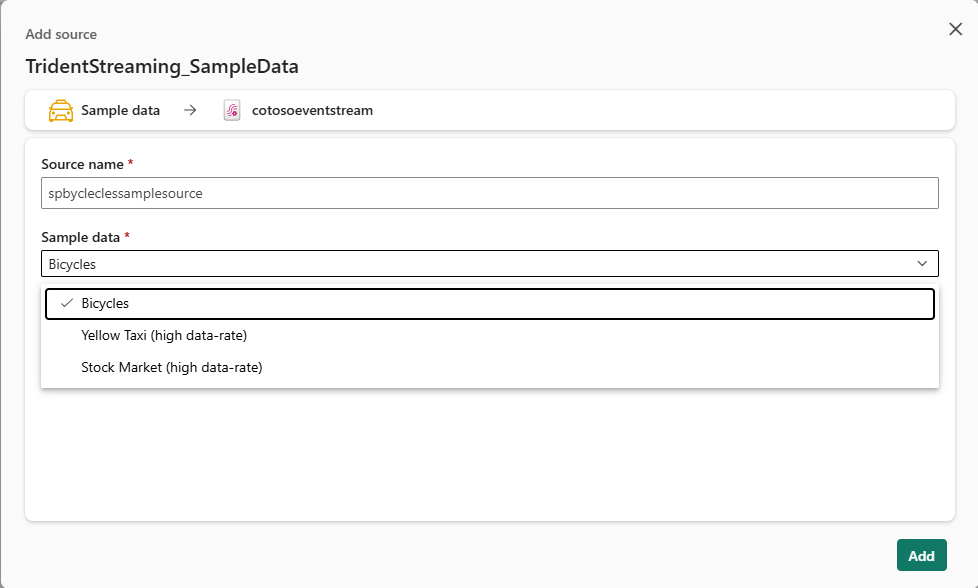 Add source
TridentStreaming_SampleData
Sample data → cotosoeventstream
Source name *
spbycleclessamplesource
Sample data *
Bicycles
Bicycles
Yellow Taxi (high data-rate)
Stock Market (high data-rate)
Add